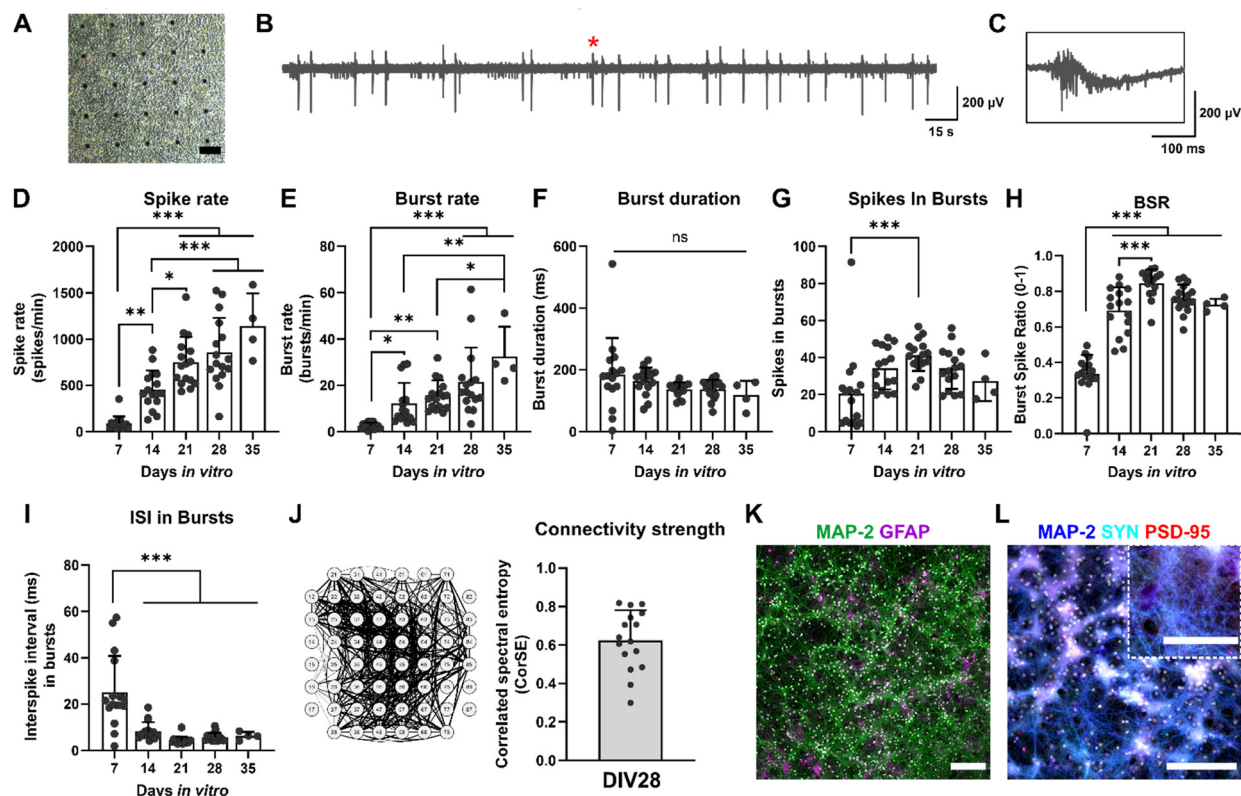 A
B
*
200 µV
15 s
C
200 µV
100 ms
D
Spike rate
***
***
*
**
Spike rate
(spikes/min)
2000
1500
1000
500
0
7 14 21 28 35
Days in vitro
E
Burst rate
***
**
*
**
*
Burst rate
(bursts/min)
80
60
40
20
0
7 14 21 28 35
Days in vitro
F
Burst duration
ns
Burst duration (ms)
600
400
200
0
7 14 21 28 35
Days in vitro
G
Spikes In Bursts
***
Spikes in bursts
100
80
60
40
20
0
7 14 21 28 35
Days in vitro
H
BSR
***
***
Burst Spike Ratio (0-1)
1.0
0.8
0.6
0.4
0.2
0.0
7 14 21 28 35
Days in vitro
I
ISI in Bursts
***
Interspike interval (ms)
in bursts
80
60
40
20
0
7 14 21 28 35
Days in vitro
J
Connectivity strength
Correlated spectral entropy
(CorSE)
1.0
0.8
0.6
0.4
0.2
0.0
DIV28
K
MAP-2 GFAP
L
MAP-2 SYN PSD-95